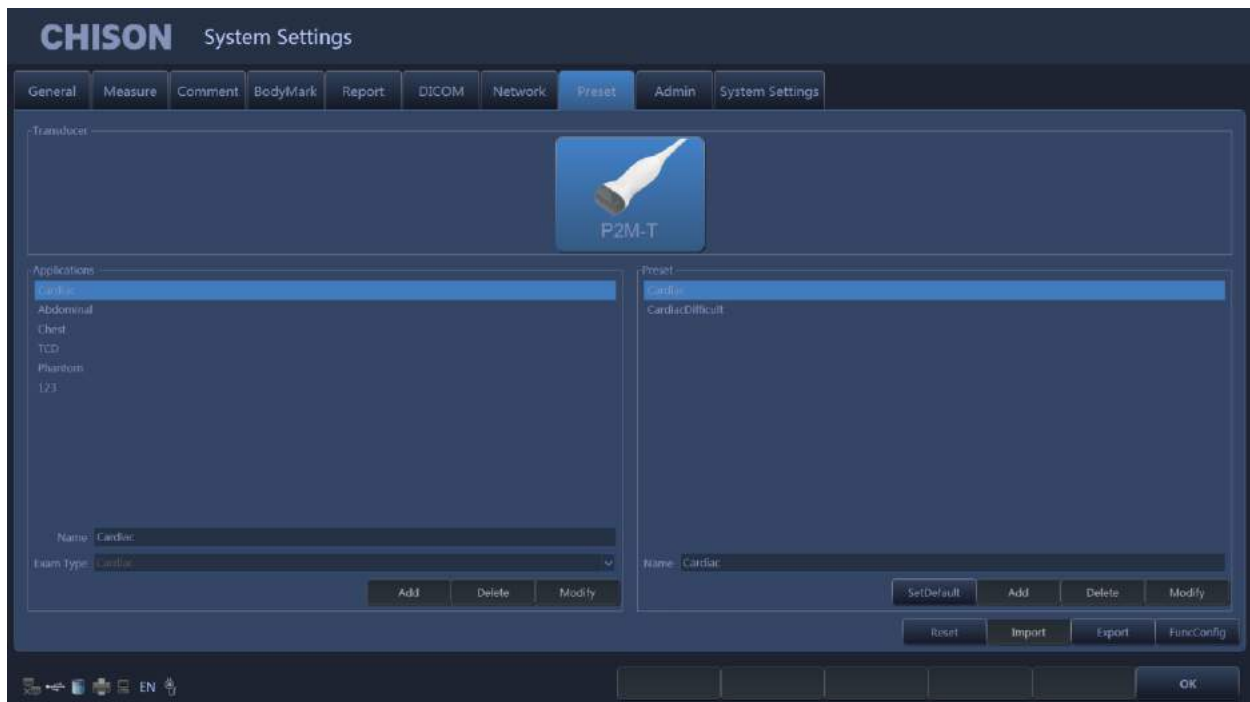 CHISON System Settings
General Measure Comment BodyMark Report DICOM Network Preset Admin System Settings
Transducer
P2M-T
Applications
Cardiac
Abdominal
Chest
TCD
Phantom
123
Name Cardiac
Exam Type Cardiac
Add Delete Modify
Preset
Cardiac
CardiacDifficult
Name Cardiac
SetDefault Add Delete Modify
Reset Import Export FuncConfig
EN
OK